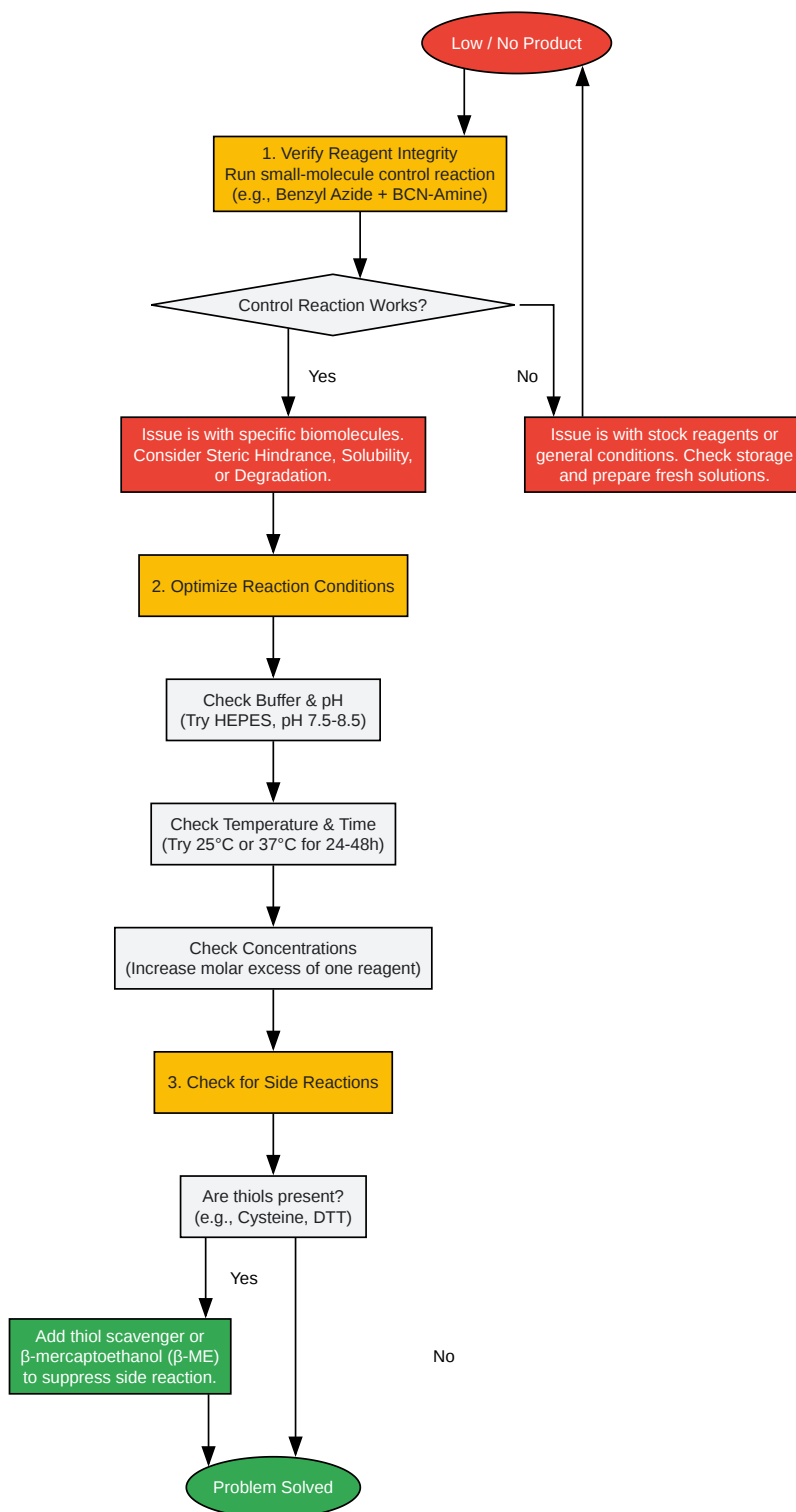 Low / No Product
1. Verify Reagent Integrity
Run small-molecule control reaction
(e.g., Benzyl Azide + BCN-Amine)
Control Reaction Works?
Yes
No
Issue is with specific biomolecules.
Consider Steric Hindrance, Solubility,
or Degradation.
Issue is with stock reagents or
general conditions. Check storage
and prepare fresh solutions.
2. Optimize Reaction Conditions
Check Buffer & pH
(Try HEPES, pH 7.5-8.5)
Check Temperature & Time
(Try 25°C or 37°C for 24-48h)
Check Concentrations
(Increase molar excess of one reagent)
3. Check for Side Reactions
Are thiols present?
(e.g., Cysteine, DTT)
Yes
Add thiol scavenger or
β-mercaptoethanol (β-ME)
to suppress side reaction.
No
Problem Solved